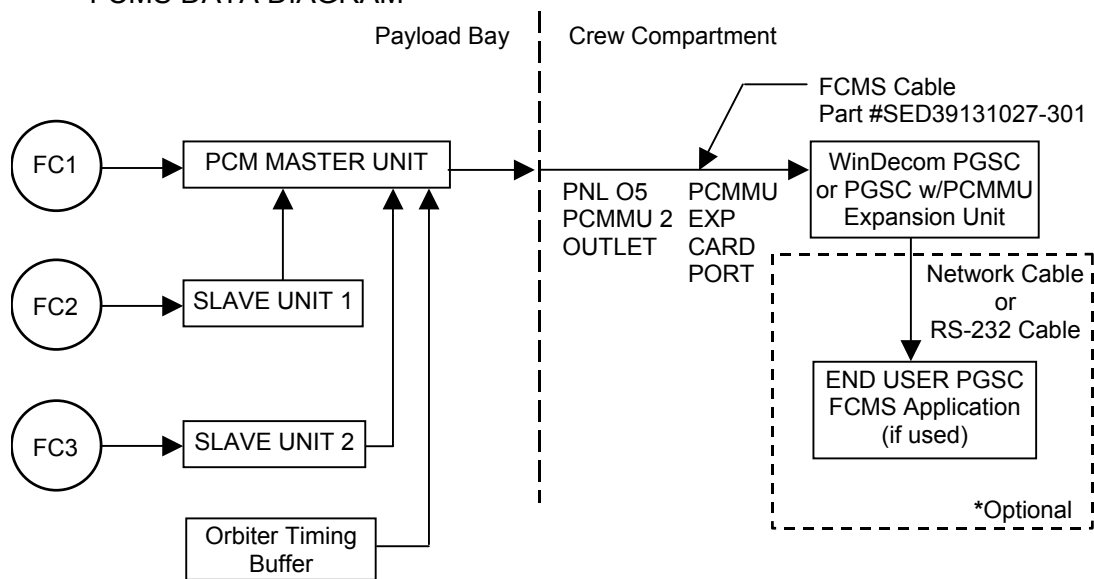 FCMS DATA DIAGRAM
Payload Bay
Crew Compartment
FCMS Cable
Part #SED39131027-301
FC1
PCM MASTER UNIT
WinDecom PGSC
or PGSC w/PCMMU
Expansion Unit
PNL O5
PCMMU 2
OUTLET
PCMMU
EXP
CARD
PORT
FC2
SLAVE UNIT 1
Network Cable
or
RS-232 Cable
END USER PGSC
FCMS Application
(if used)
FC3
SLAVE UNIT 2
*Optional
Orbiter Timing
Buffer